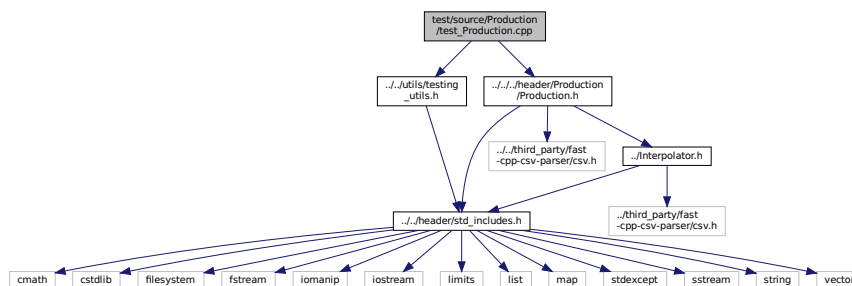 test/source/Production
/test_Production.cpp
../../utils/testing
_utils.h
../../../header/Production
/Production.h
../../third_party/fast
-cpp-csv-parser/csv.h
../Interpolator.h
../third_party/fast
-cpp-csv-parser/csv.h
../../header/std_includes.h
cmath
cstdlib
filesystem
fstream
iomanip
iostream
limits
list
map
stdexcept
sstream
string
vector